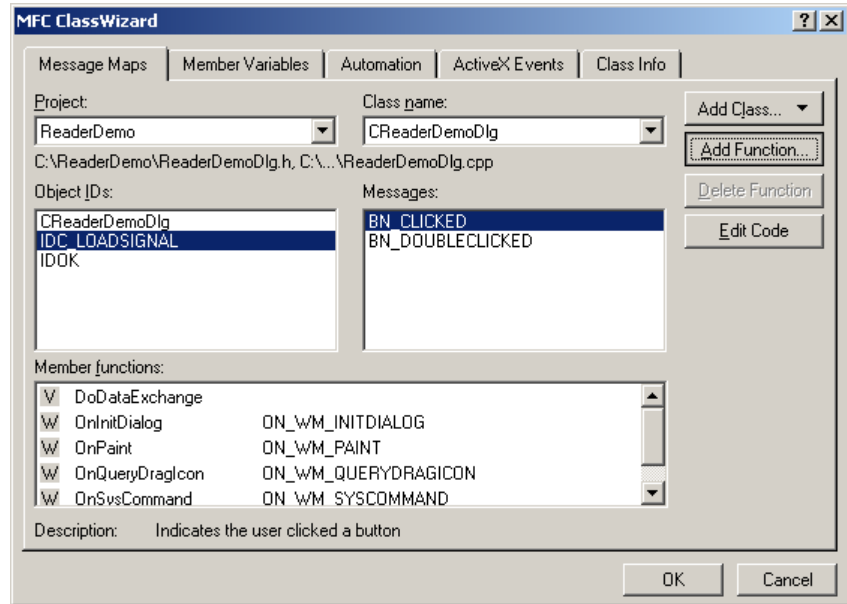 MFC ClassWizard
Message Maps Member Variables Automation ActiveX Events Class Info
Project: Class name:
ReaderDemo CReaderDemoDlg
Add Class...
C:\ReaderDemo\ReaderDemoDlg.h, C:\...\ReaderDemoDlg.cpp
Add Function...
Object IDs: Messages:
Delete Function
CReaderDemoDlg BN_CLICKED
IDC_LOADSIGNAL BN_DOUBLECLICKED
Edit Code
IDOK
Member functions:
V DoDataExchange
W OnInitDialog ON_WM_INITDIALOG
W OnPaint ON_WM_PAINT
W OnQueryDragIcon ON_WM_QUERYDRAGICON
W OnSysCommand ON_WM_SYSCOMMAND
Description: Indicates the user clicked a button
OK Cancel